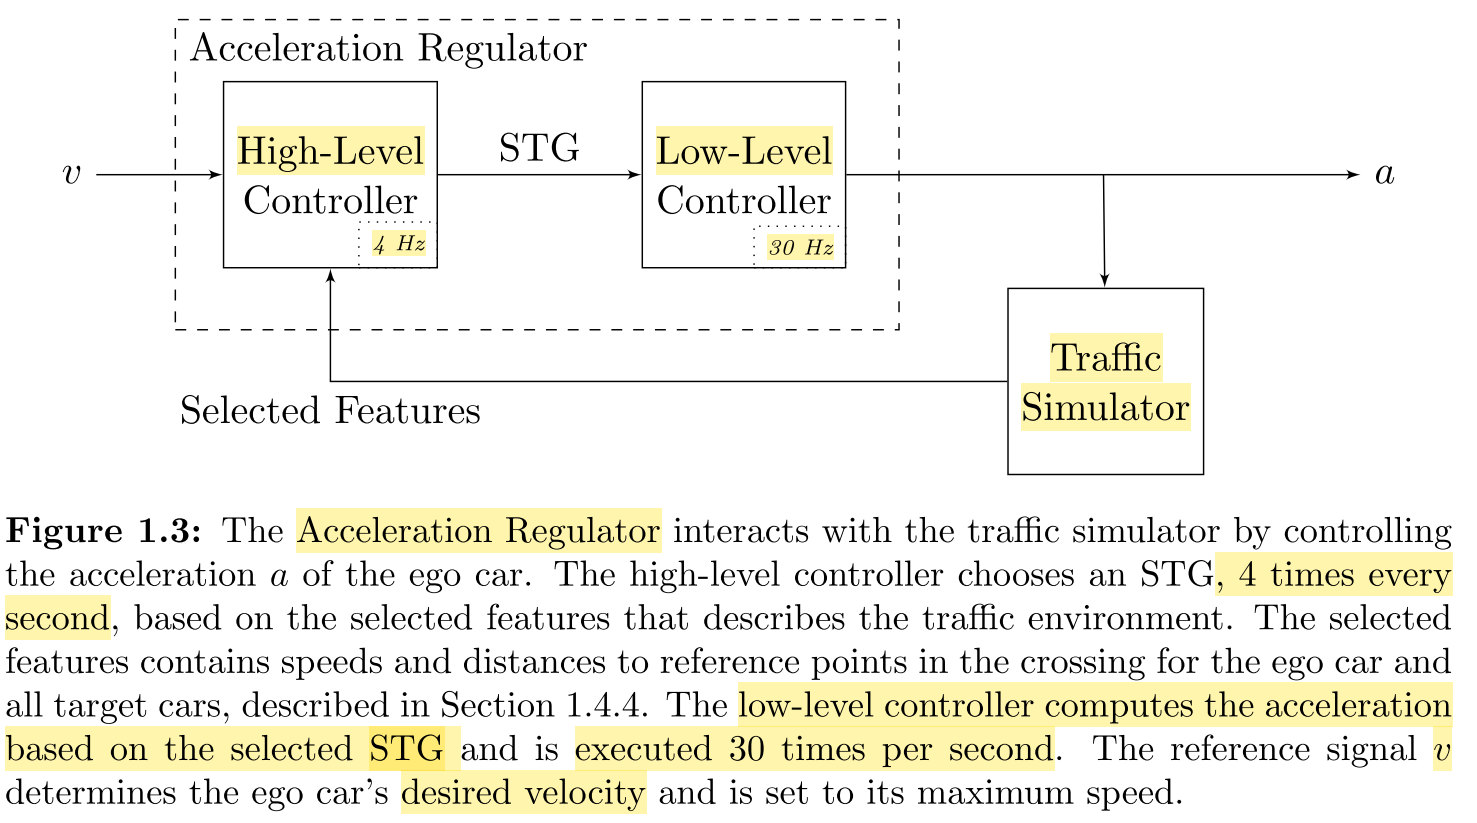 Acceleration Regulator
v
High-Level
Controller
4 Hz
STG
Low-Level
Controller
30 Hz
a
Traffic
Simulator
Selected Features
Figure 1.3: The Acceleration Regulator interacts with the traffic simulator by controlling
the acceleration a of the ego car. The high-level controller chooses an STG, 4 times every
second, based on the selected features that describes the traffic environment. The selected
features contains speeds and distances to reference points in the crossing for the ego car and
all target cars, described in Section 1.4.4. The low-level controller computes the acceleration
based on the selected STG and is executed 30 times per second. The reference signal v
determines the ego car's desired velocity and is set to its maximum speed.